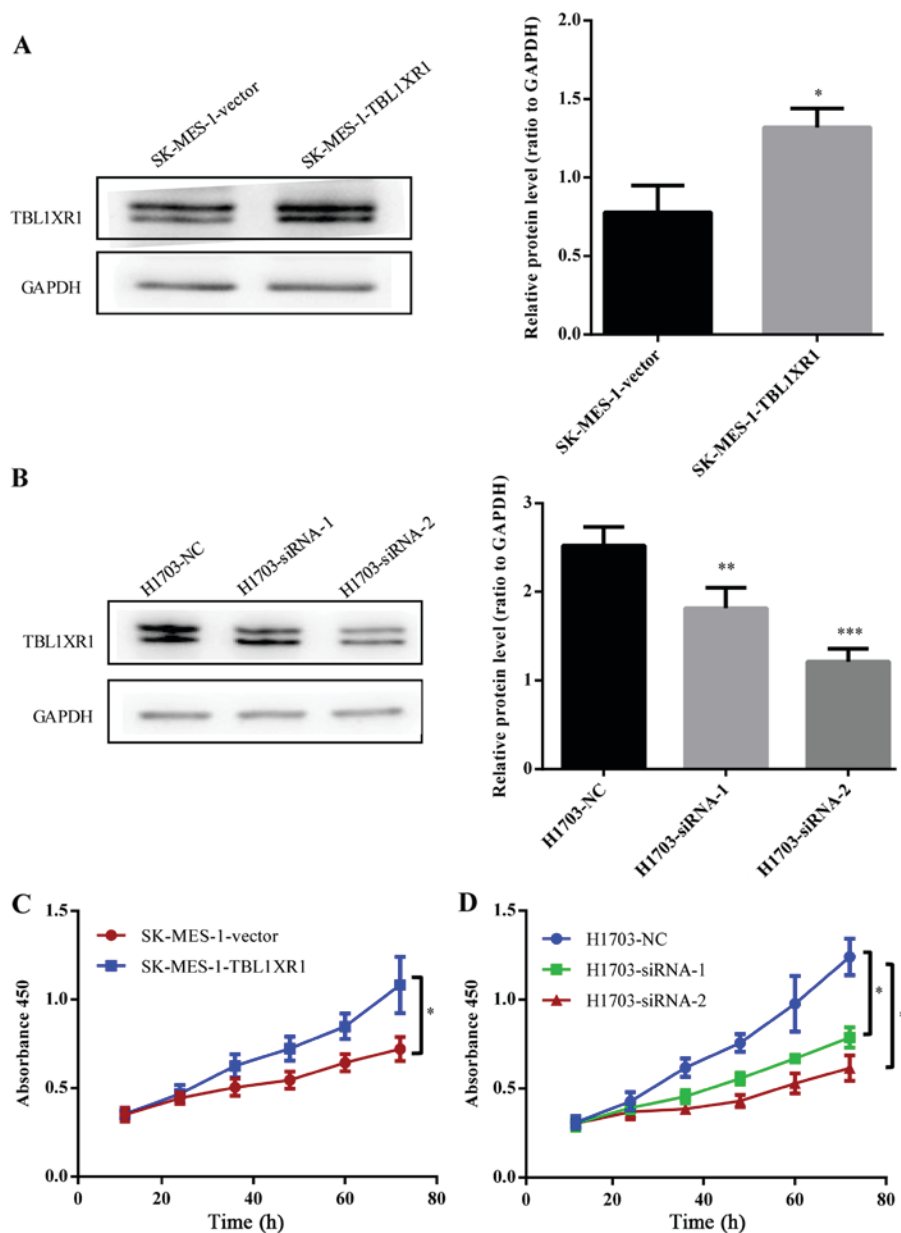 A
SK-MES-1-vector
SK-MES-1-TBL1XR1
TBL1XR1
GAPDH
Relative protein level (ratio to GAPDH)
2.0
1.5
1.0
0.5
0.0
*
SK-MES-1-vector
SK-MES-1-TBL1XR1
B
H1703-NC
H1703-siRNA-1
H1703-siRNA-2
TBL1XR1
GAPDH
Relative protein level (ratio to GAPDH)
3
2
1
0
**
***
H1703-NC
H1703-siRNA-1
H1703-siRNA-2
C
Absorbance 450
1.5
1.0
0.5
0.0
SK-MES-1-vector
SK-MES-1-TBL1XR1
*
0 20 40 60 80
Time (h)
D
Absorbance 450
1.5
1.0
0.5
0.0
H1703-NC
H1703-siRNA-1
H1703-siRNA-2
*
*
0 20 40 60 80
Time (h)